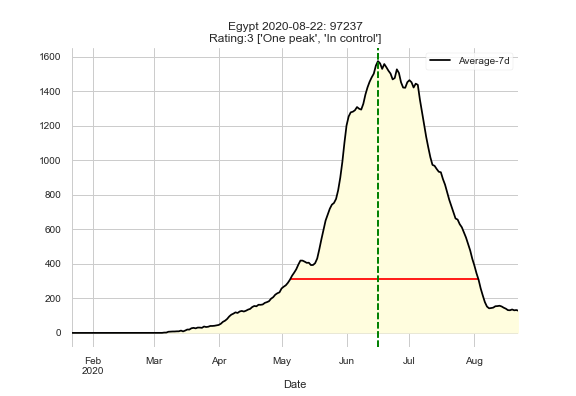 Egypt 2020-08-22: 97237
Rating:3 ['One peak', 'In control']
Average-7d
1600
1400
1200
1000
800
600
400
200
0
Feb Mar Apr May Jun Jul Aug
2020
Date